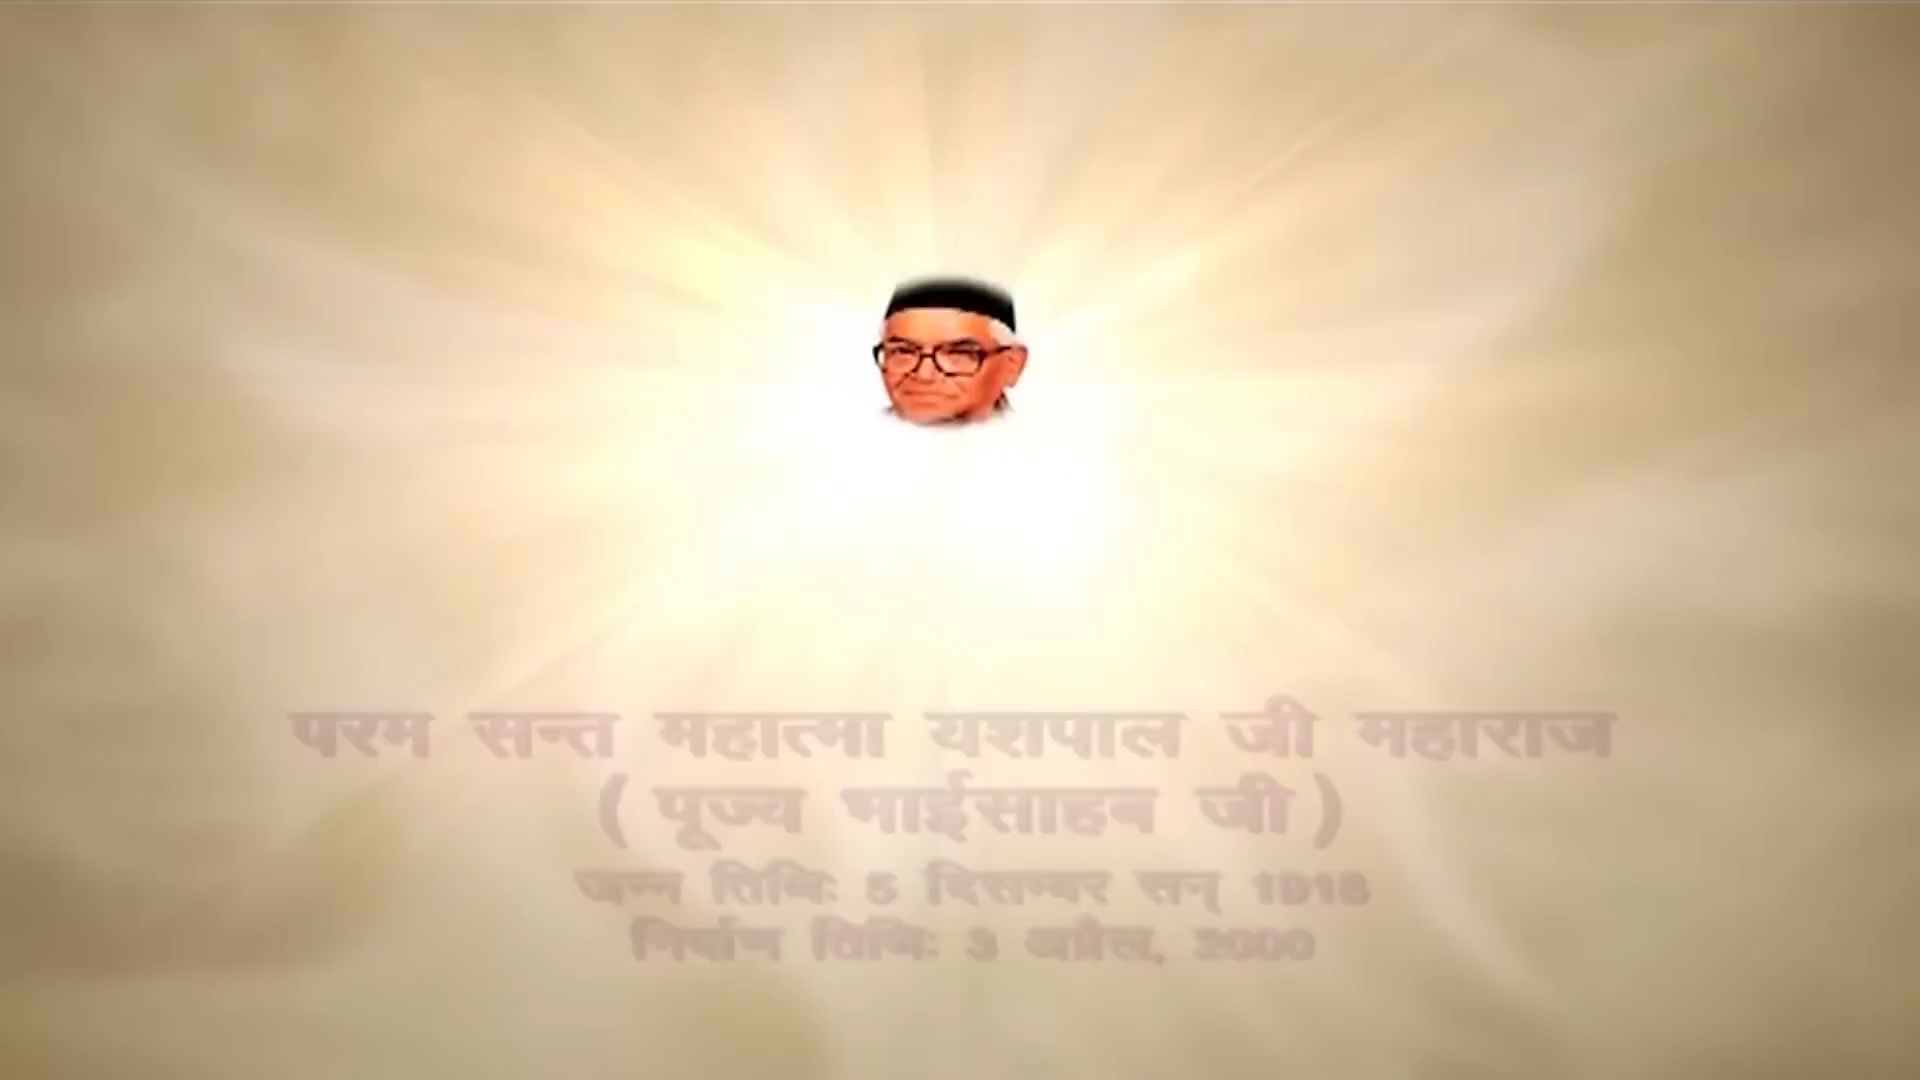 परम सन्त महात्मा यशपाल जी महाराज
( पूज्य भाईसाहब जी )
जन्म तिथिः 5 दिसम्बर सन् 1918
निर्वाण तिथिः 3 अप्रैल, 2000